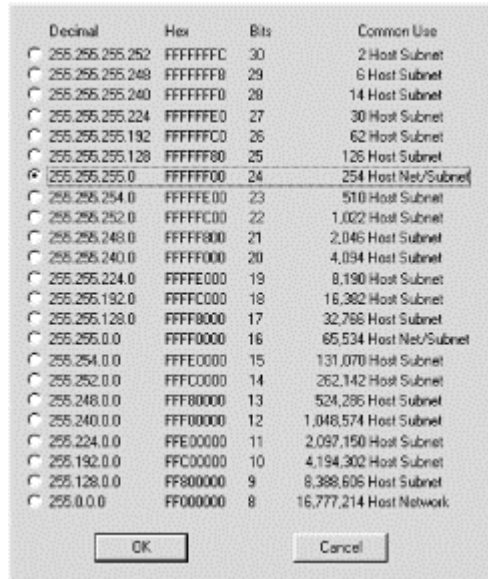 Decimal Hex Bits Common Use
255.255.255.252 FFFFFFFC 30 2 Host Subnet
255.255.255.248 FFFFFFF8 29 6 Host Subnet
255.255.255.240 FFFFFFF0 28 14 Host Subnet
255.255.255.224 FFFFFFE0 27 30 Host Subnet
255.255.255.192 FFFFFFC0 26 62 Host Subnet
255.255.255.128 FFFFFF80 25 126 Host Subnet
255.255.255.0 FFFFFF00 24 254 Host Net/Subnet
255.255.254.0 FFFFFE00 23 510 Host Subnet
255.255.252.0 FFFFFC00 22 1,022 Host Subnet
255.255.248.0 FFFFF800 21 2,046 Host Subnet
255.255.240.0 FFFFF000 20 4,094 Host Subnet
255.255.224.0 FFFFE000 19 8,190 Host Subnet
255.255.192.0 FFFFC000 18 16,382 Host Subnet
255.255.128.0 FFFF8000 17 32,766 Host Subnet
255.255.0.0 FFFF0000 16 65,534 Host Net/Subnet
255.254.0.0 FFFE0000 15 131,070 Host Subnet
255.252.0.0 FFFC0000 14 262,142 Host Subnet
255.248.0.0 FFF80000 13 524,286 Host Subnet
255.240.0.0 FFF00000 12 1,048,574 Host Subnet
255.224.0.0 FFE00000 11 2,097,150 Host Subnet
255.192.0.0 FFC00000 10 4,194,302 Host Subnet
255.128.0.0 FF800000 9 8,388,606 Host Subnet
255.0.0.0 FF000000 8 16,777,214 Host Network
OK Cancel